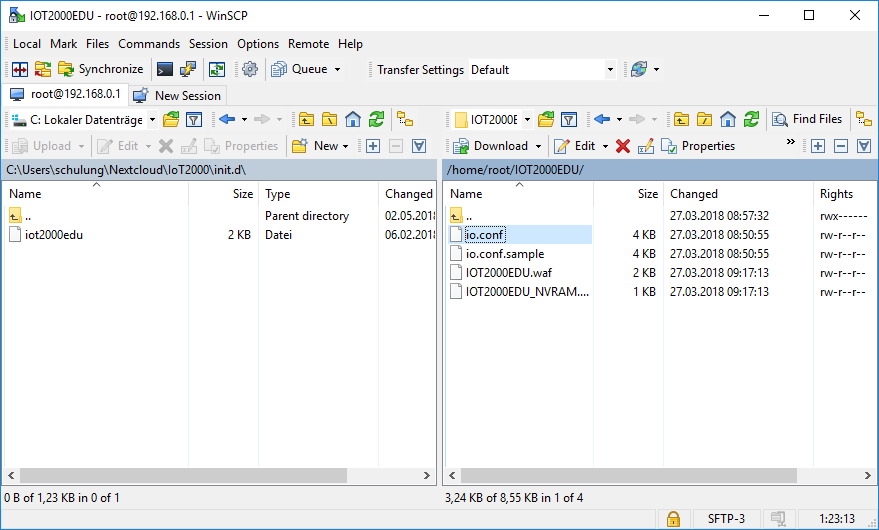 IOT2000EDU - root@192.168.0.1 - WinSCP
Local Mark Files Commands Session Options Remote Help
Synchronize Queue Transfer Settings Default
root@192.168.0.1 New Session
C: Lokaler Datenträge IOT2000E Find Files
Upload Edit Properties New Download Edit Properties »
C:\Users\schulung\Nextcloud\IoT2000\init.d\ /home/root/IOT2000EDU/
Name Size Type Changed Name Size Changed Rights
.. Parent directory 02.05.2018 .. 27.03.2018 08:57:32 rwx------
iot2000edu 2 KB Datei 06.02.2018 io.conf 4 KB 27.03.2018 08:50:55 rw-r--r--
io.conf.sample 4 KB 27.03.2018 08:50:55 rw-r--r--
IOT2000EDU.waf 2 KB 27.03.2018 09:17:13 rw-r--r--
IOT2000EDU_NVRAM.... 1 KB 27.03.2018 09:17:13 rw-r--r--
0 B of 1,23 KB in 0 of 1 3,24 KB of 8,55 KB in 1 of 4
SFTP-3 1:23:13